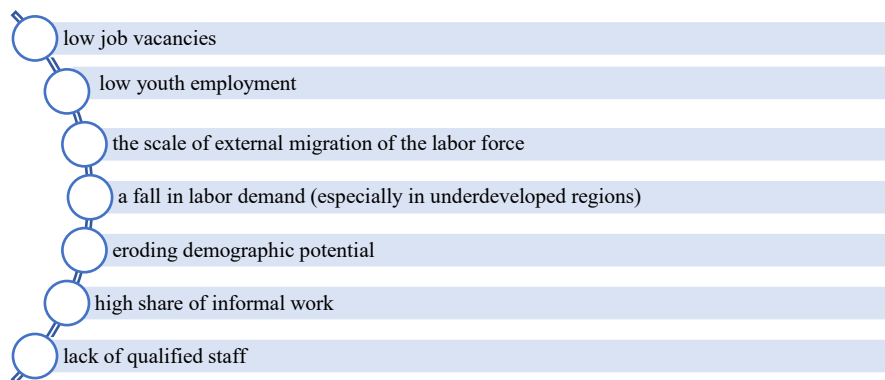 low job vacancies
low youth employment
the scale of external migration of the labor force
a fall in labor demand (especially in underdeveloped regions)
eroding demographic potential
high share of informal work
lack of qualified staff